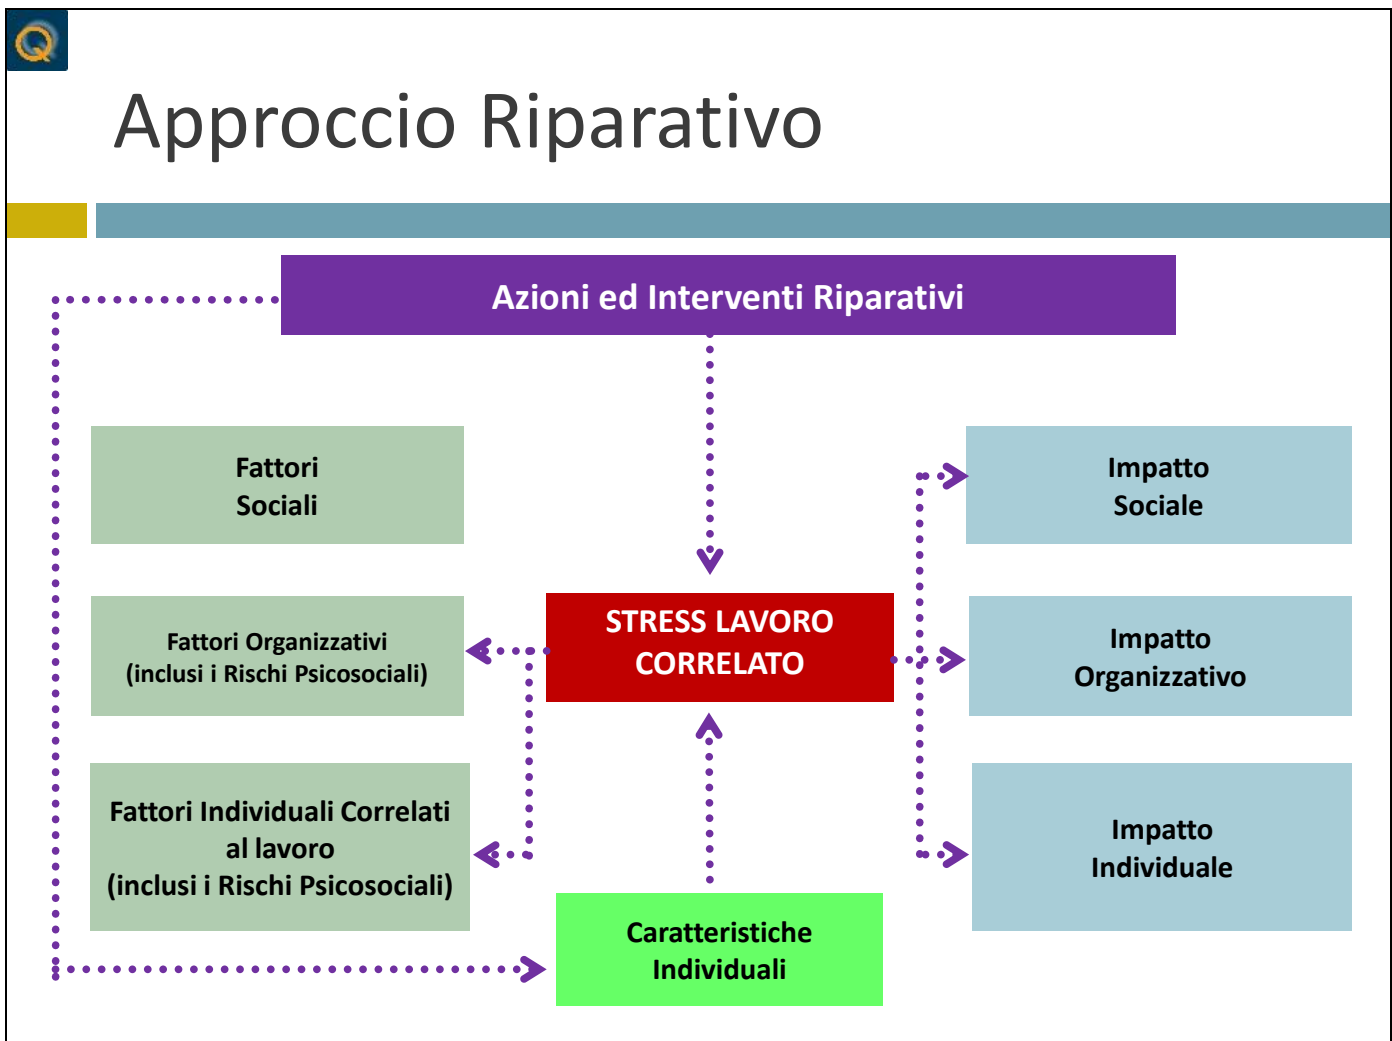 Approccio Riparativo
Azioni ed Interventi Riparativi
Fattori
Sociali
Impatto
Sociale
Fattori Organizzativi
(inclusi i Rischi Psicosociali)
STRESS LAVORO
CORRELATO
Impatto
Organizzativo
Fattori Individuali Correlati
al lavoro
(inclusi i Rischi Psicosociali)
Impatto
Individuale
Caratteristiche
Individuali